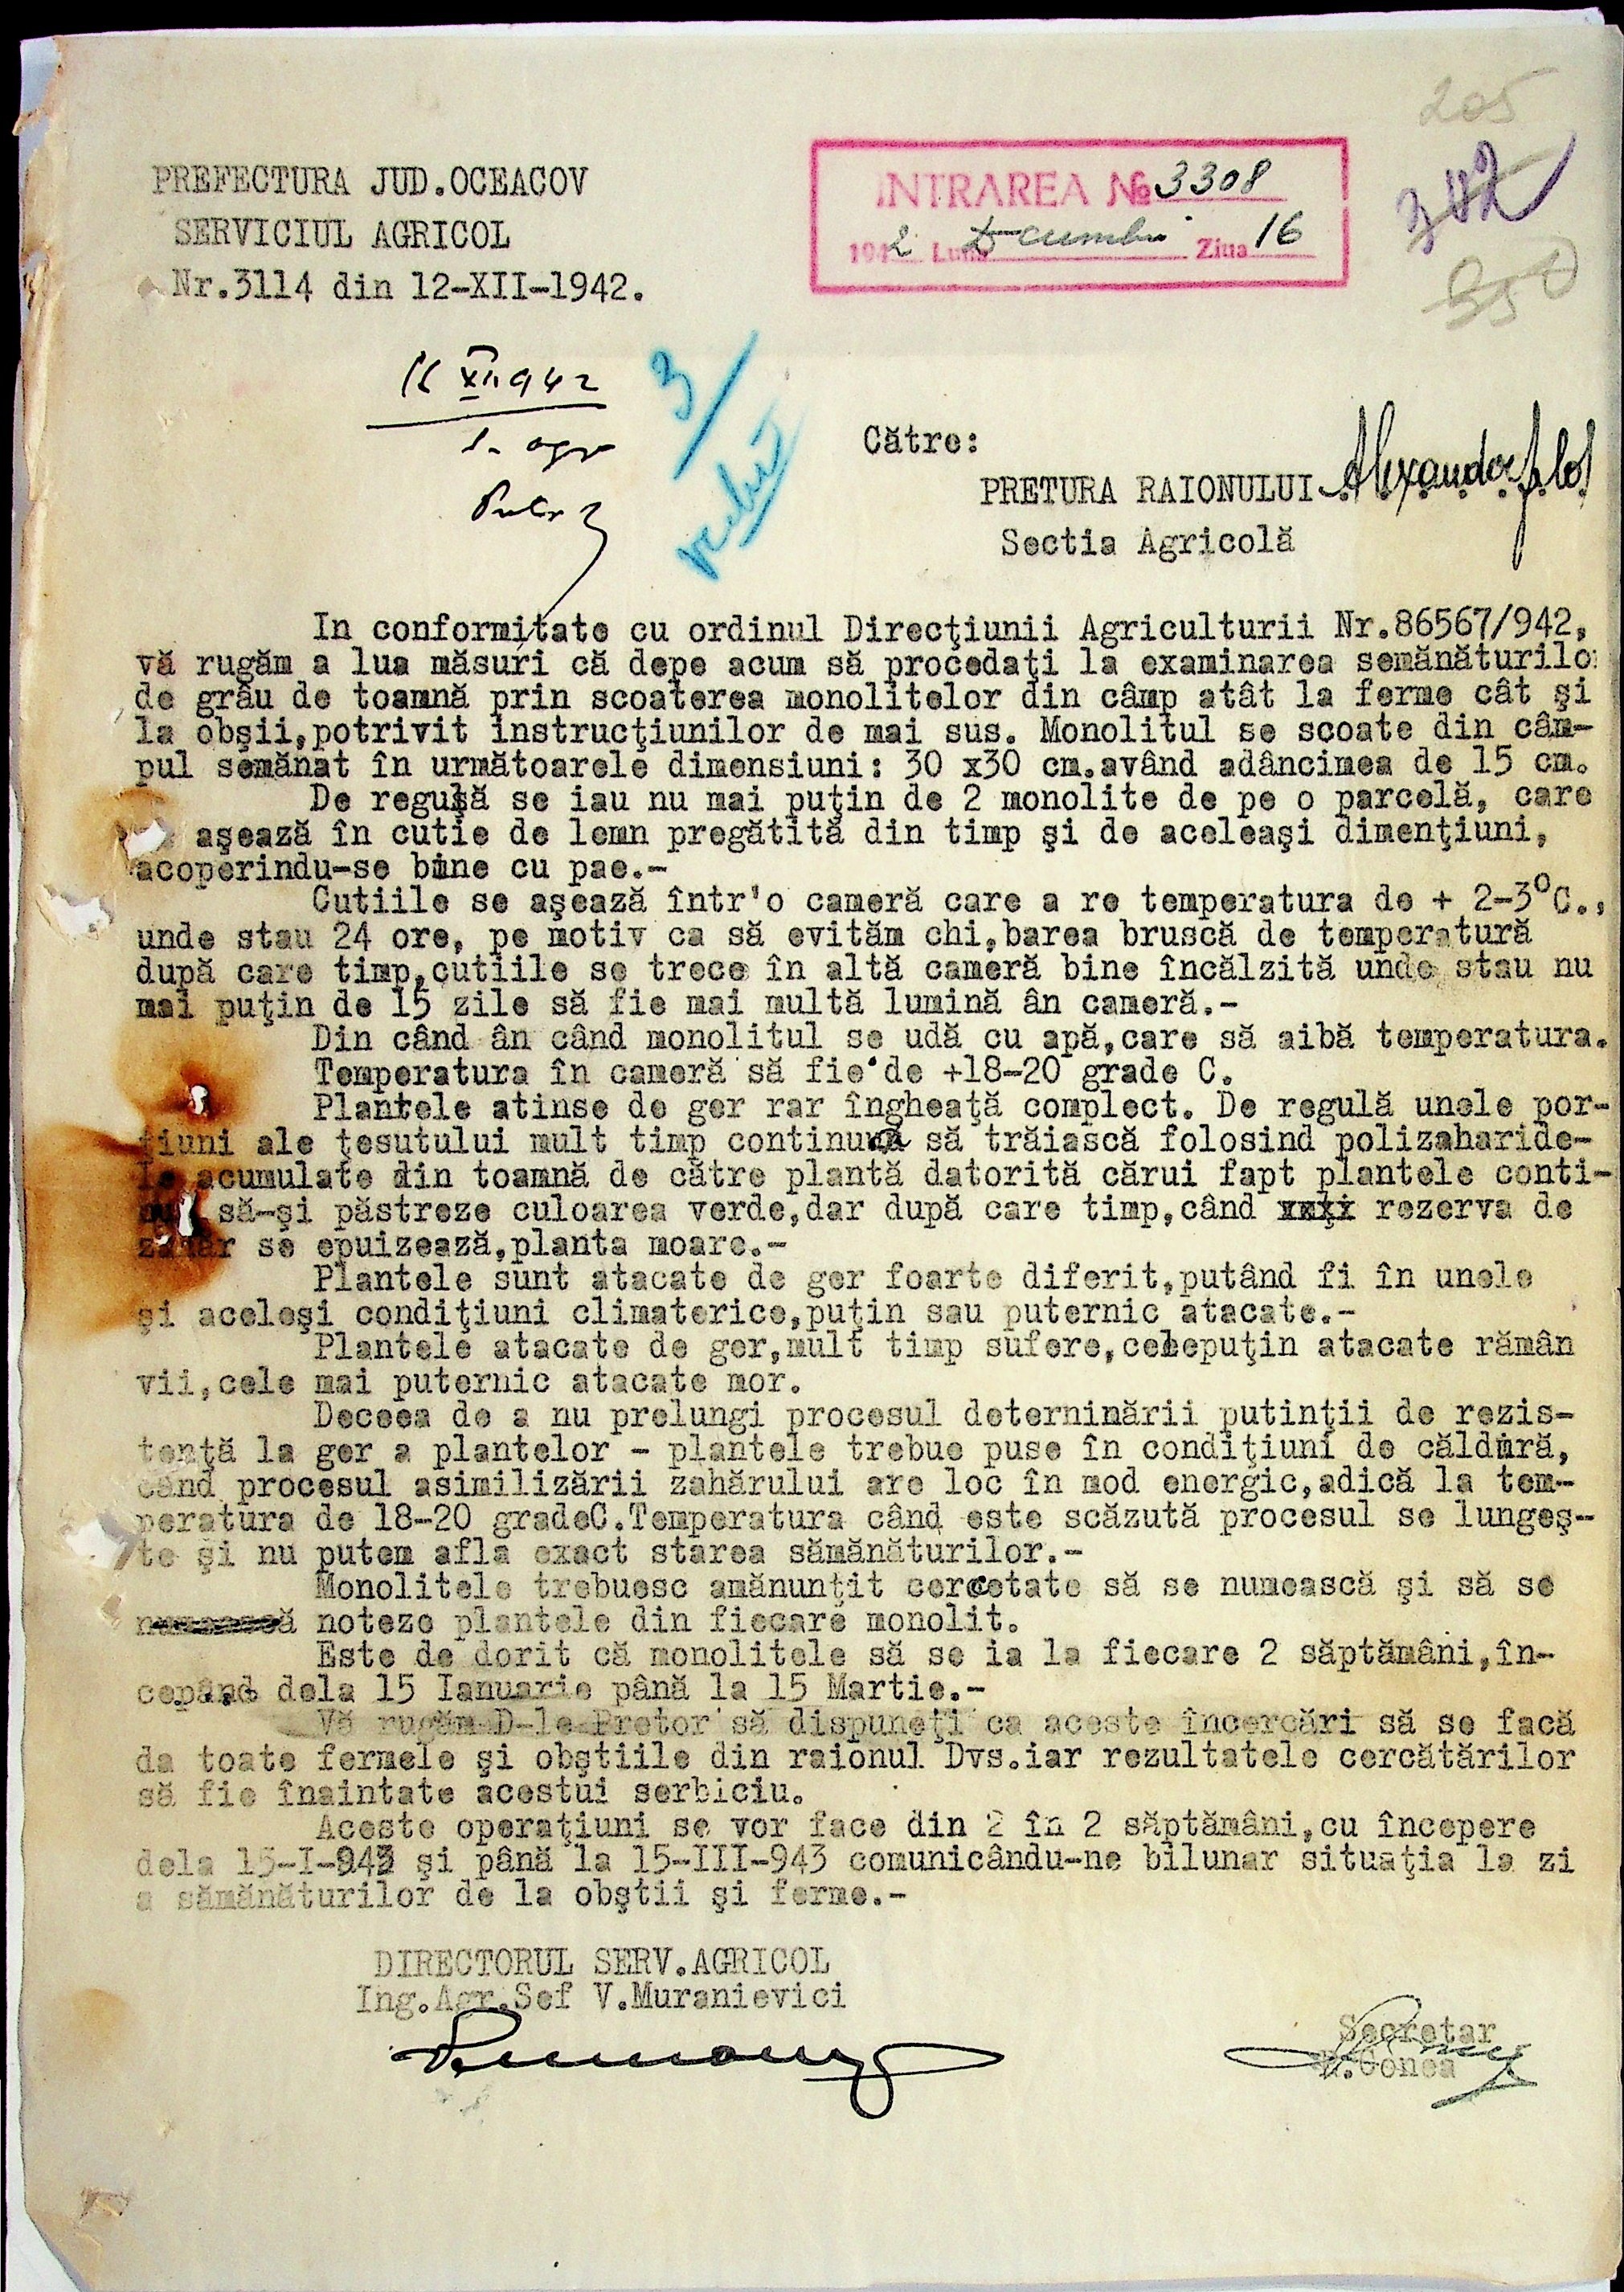 205
342
350
PREFECTURA JUD.OCEACOV
SERVICIUL AGRICOL
Nr.3114 din 12-XII-1942.
INTRAREA № 3308
1942 Luna Decembrie Ziua 16
16 XII 942
s. agr
3
Către:
PRETURA RAIONULUI Alexandorf
Sectia Agricolă
In conformitate cu ordinul Direcţiunii Agriculturii Nr.86567/942,
vă rugăm a lua măsuri că depe acum să procedaţi la examinarea semănăturilor
de grâu de toamnă prin scoaterea monolitelor din câmp atât la ferme cât şi
la obşii,potrivit instrucţiunilor de mai sus. Monolitul se scoate din câm-
pul semănat în următoarele dimensiuni: 30 x30 cm.având adâncimea de 15 cm.
De regulă se iau nu mai puţin de 2 monolite de pe o parcelă, care
aşează în cutie de lemn pregătită din timp şi de aceleaşi dimenţiuni,
acoperindu-se bine cu pae.-
Cutiile se aşează într'o cameră care a re temperatura de + 2-3°C.,
unde stau 24 ore, pe motiv ca să evităm chi,barea bruscă de temperatură
după care timp,cutiile se trece în altă cameră bine încălzită unde stau nu
mai puţin de 15 zile să fie mai multă lumină ân cameră.-
Din când ân când monolitul se udă cu apă,care să aibă temperatura.
Temperatura în cameră să fie de +18-20 grade C.
Plantele atinse de ger rar îngheaţă complect. De regulă unele por-
ţiuni ale ţesutului mult timp continuă să trăiască folosind polizaharide-
le acumulate din toamnă de către plantă datorită cărui fapt plantele conti-
să-şi păstreze culoarea verde,dar după care timp,când rezerva de
zahăr se epuizează,planta moare.-
Plantele sunt atacate de ger foarte diferit,putând fi în unele
şi aceleşi condiţiuni climaterice,puţin sau puternic atacate.-
Plantele atacate de ger,mult timp sufere,celepuţin atacate rămân
vii,cele mai puternic atacate mor.
Deceea de a nu prelungi procesul deterninării putinţii de rezis-
tenţă la ger a plantelor - plantele trebue puse în condiţiuni de căldură,
când procesul asimilizării zahărului are loc în mod energic,adică la tem-
peratura de 18-20 gradeC.Temperatura când este scăzută procesul se lungeş-
te şi nu putem afla exact starea sămănăturilor.-
Monolitele trebuesc amănunţit cercetate să se numească şi să se
noteze plantele din fiecare monolit.
Este de dorit că monolitele să se ia la fiecare 2 săptămâni,în-
cepând dela 15 Ianuarie până la 15 Martie.-
Vă rugăm D-le Pretor să dispuneţi ca aceste încercări să se facă
da toate fermele şi obştiile din raionul Dvs.iar rezultatele cercătărilor
să fie înaintate acestui serbiciu.
Aceste operaţiuni se vor face din 2 în 2 săptămâni,cu începere
dela 15-I-943 şi până la 15-III-943 comunicându-ne bilunar situaţia la zi
a sămănăturilor de la obştii şi ferme.-
DIRECTORUL SERV.AGRICOL
Ing.Agr.Sef V.Muranievici
Secretar
Gonea